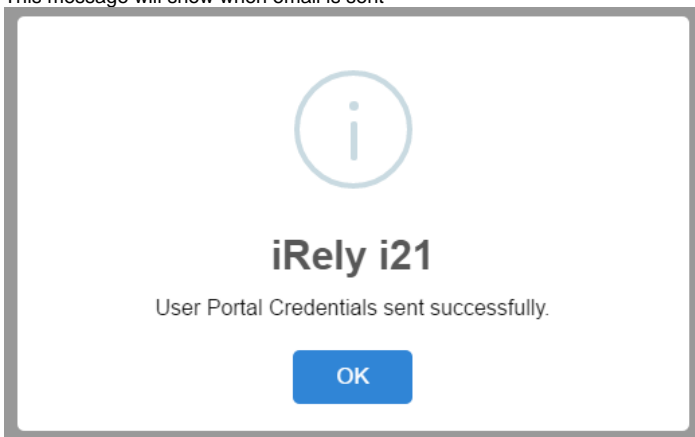 This message will show when email is sent
i
iRely i21
User Portal Credentials sent successfully.
OK